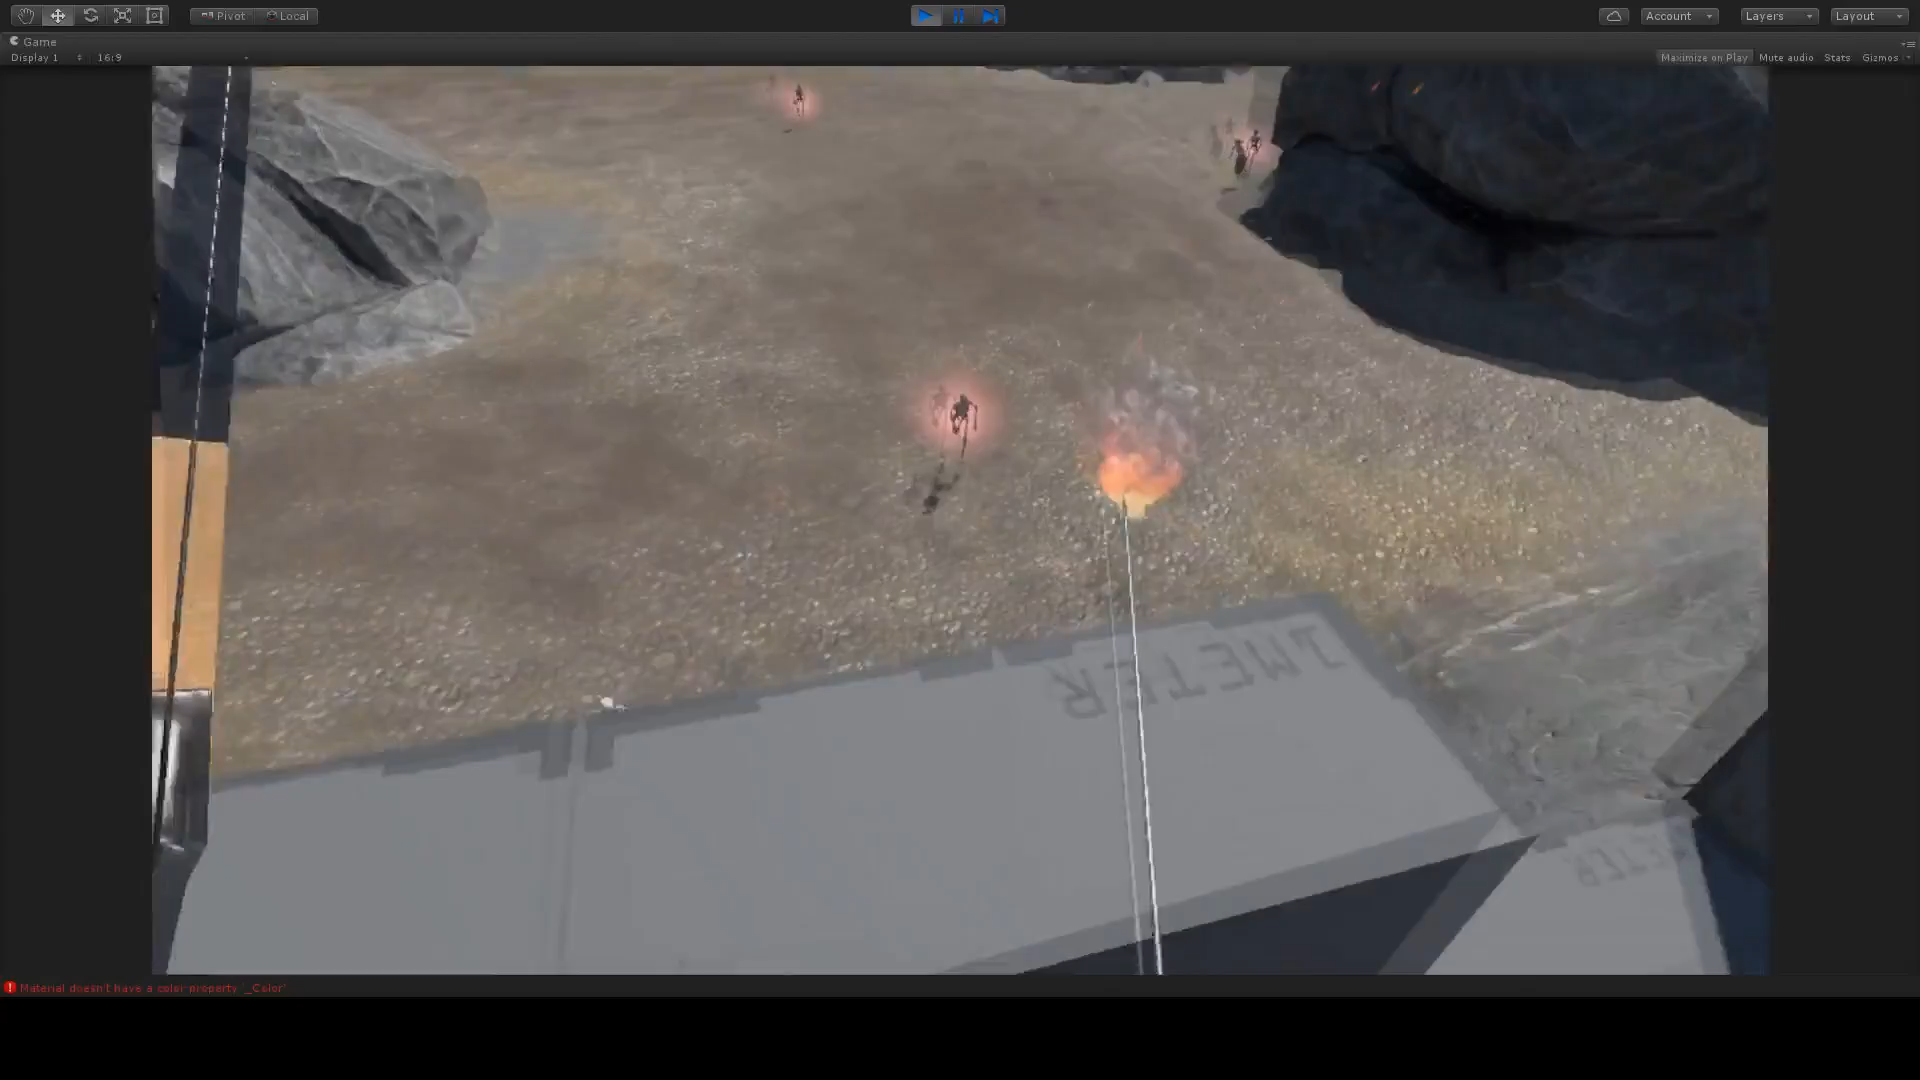 Pivot Local Account Layers Layout
Game
Display 1 16:9 Maximize on Play Mute audio Stats Gizmos
1METER
METER
Material doesn't have a color property '_Color'